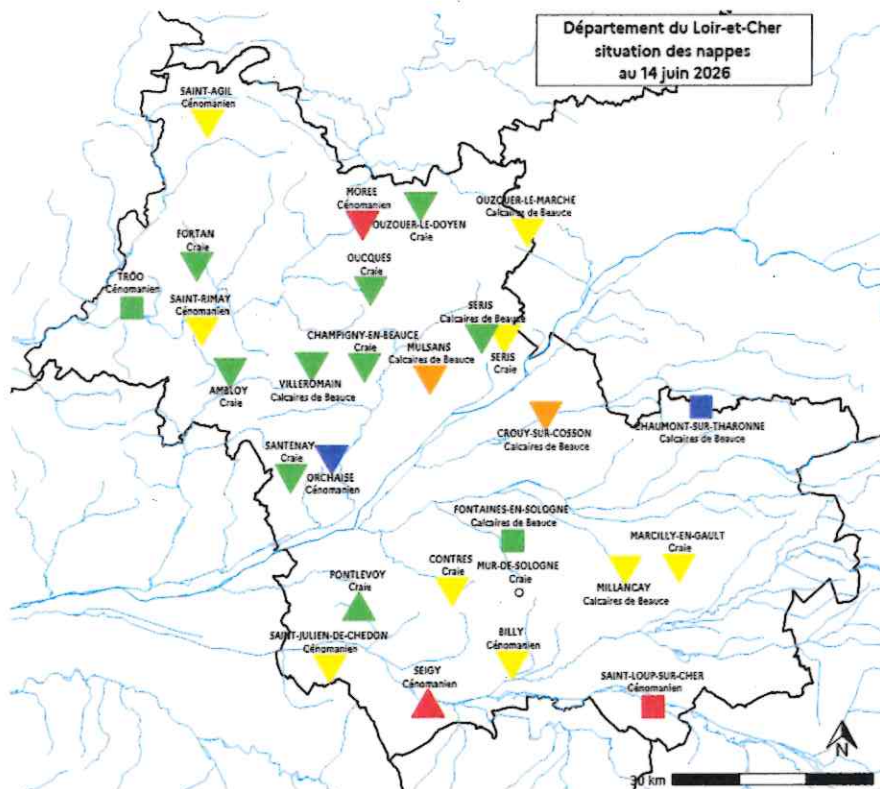 Département du Loir-et-Cher
situation des nappes
au 14 juin 2026
SAINT-AGIL
Cénomanien
MOREE
Cénomanien
OUZOUER-LE-DOYEN
Craie
OUZOUER-LE-MARCHE
Calcaires de Beauce
FORTAN
Craie
OUCQUES
Craie
TROO
Cénomanien
SAINT-RIMAY
Cénomanien
SERIS
Calcaires de Beauce
CHAMPIGNY-EN-BEAUCE
Craie
MULSANS
Calcaires de Beauce
SERIS
Craie
AMBLOY
Craie
VILLEROMAIN
Calcaires de Beauce
CROUY-SUR-COSSON
Calcaires de Beauce
CHAUMONT-SUR-THARONNE
Calcaires de Beauce
SANTENAY
Craie
ORCHAISE
Cénomanien
FONTAINES-EN-SOLOGNE
Calcaires de Beauce
MARCILLY-EN-GAULT
Craie
CONTRES
Craie
MUR-DE-SOLOGNE
Craie
MILLANCAY
Calcaires de Beauce
PONTLEVOY
Craie
SAINT-JULIEN-DE-CHEDON
Cénomanien
BILLY
Cénomanien
SEIGY
Cénomanien
SAINT-LOUP-SUR-CHER
Cénomanien
N
30 km